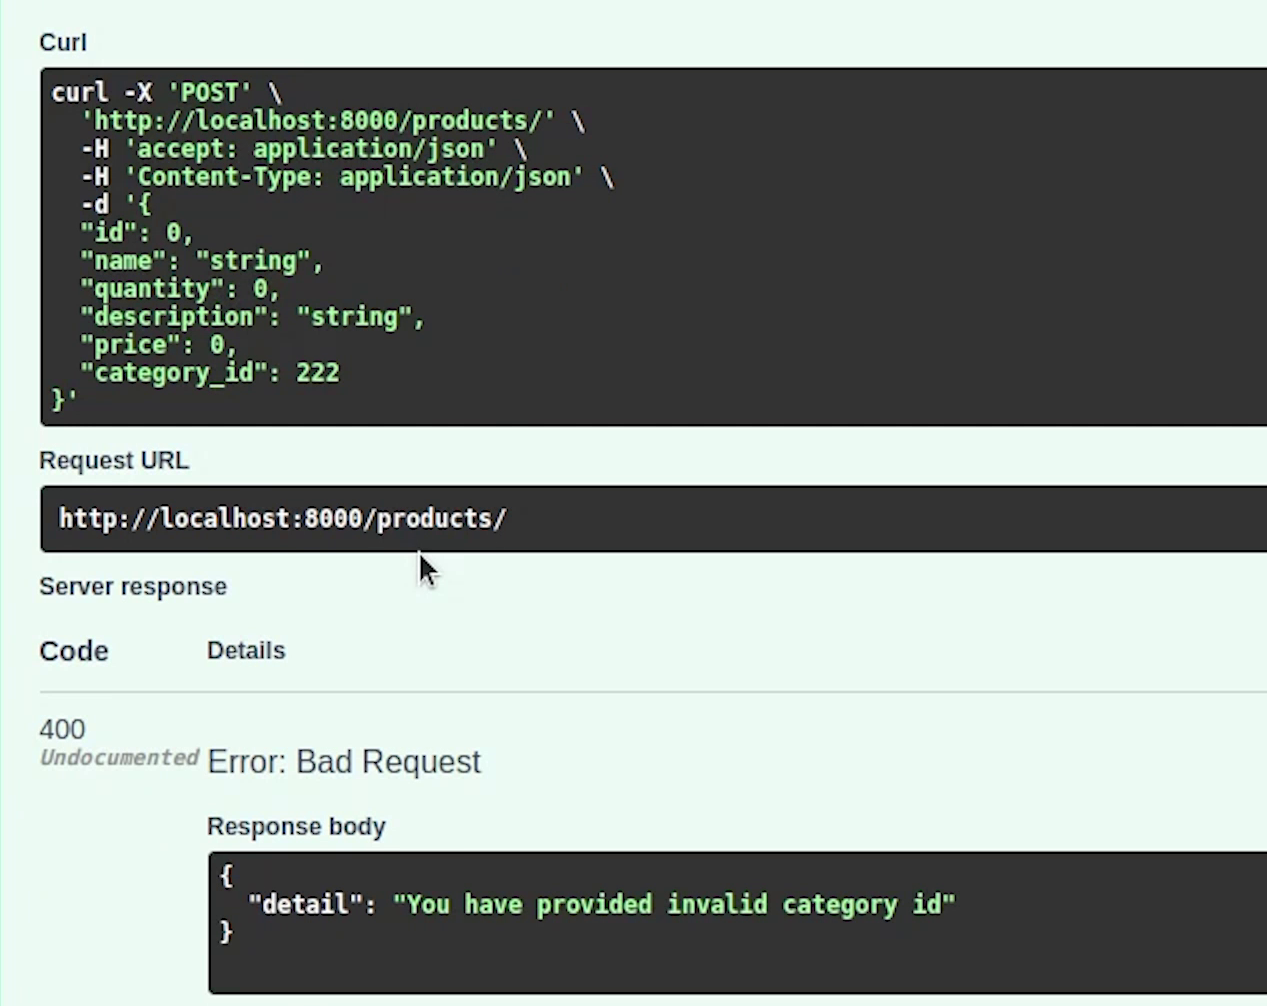 Curl
curl -X 'POST' \
  'http://localhost:8000/products/' \
  -H 'accept: application/json' \
  -H 'Content-Type: application/json' \
  -d '{
  "id": 0,
  "name": "string",
  "quantity": 0,
  "description": "string",
  "price": 0,
  "category_id": 222
}'
Request URL
http://localhost:8000/products/
Server response
Code Details
400
Undocumented Error: Bad Request
Response body
{
  "detail": "You have provided invalid category id"
}